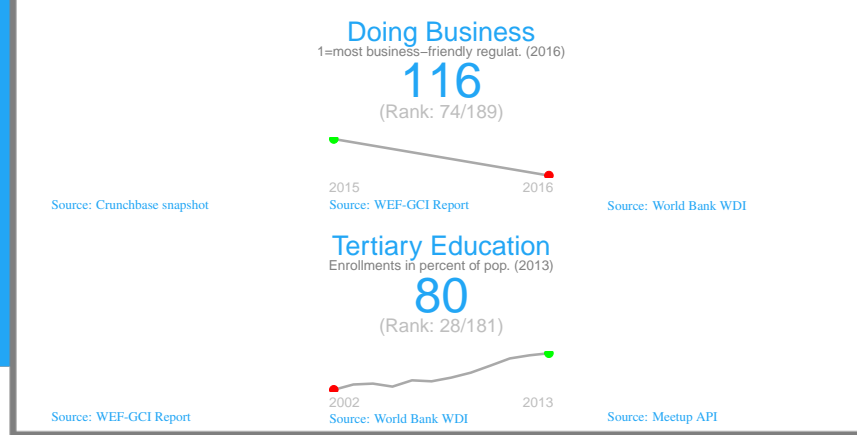 Doing Business
1=most business−friendly regulat. (2016)
116
(Rank: 74/189)
2015 2016
Source: Crunchbase snapshot Source: WEF-GCI Report Source: World Bank WDI
Tertiary Education
Enrollments in percent of pop. (2013)
80
(Rank: 28/181)
2002 2013
Source: WEF-GCI Report Source: World Bank WDI Source: Meetup API